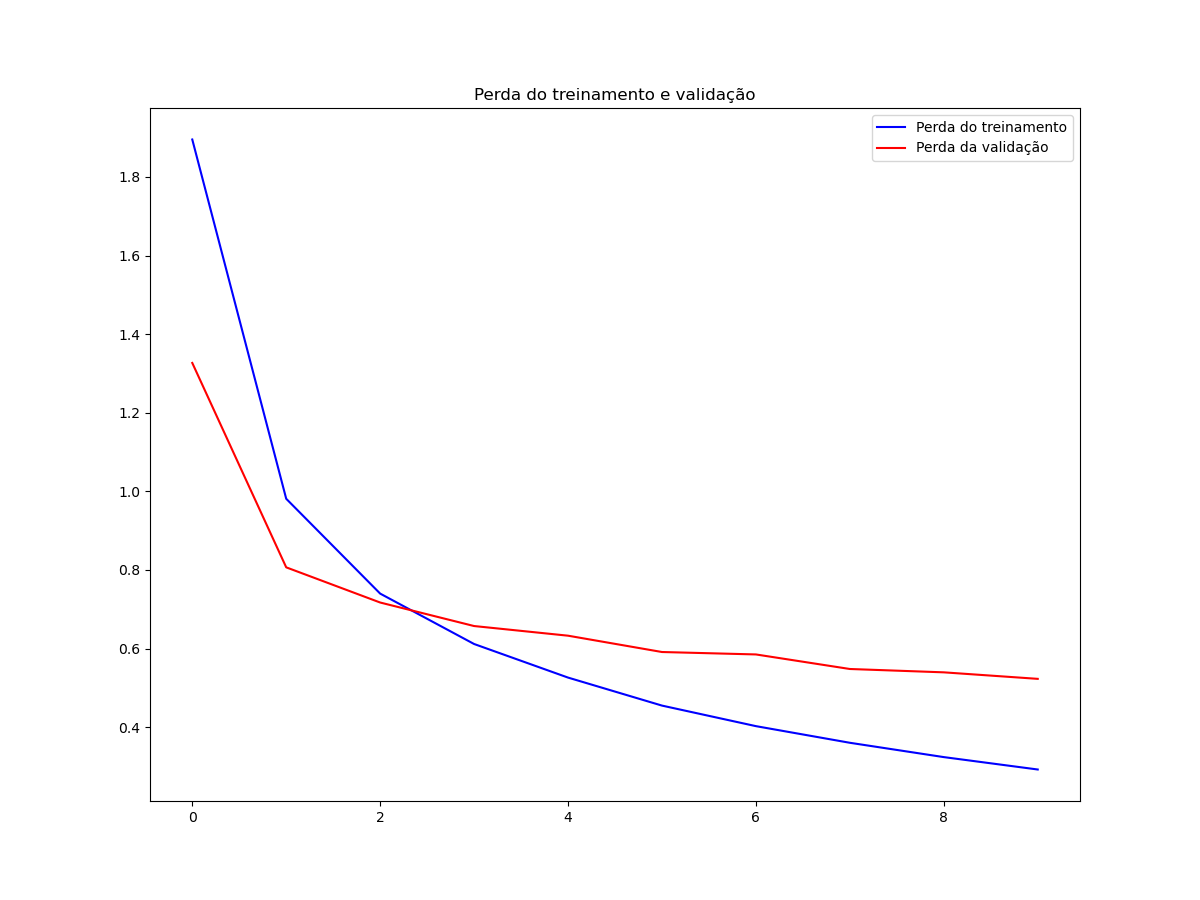 Perda do treinamento e validação
Perda do treinamento
Perda da validação
1.8
1.6
1.4
1.2
1.0
0.8
0.6
0.4
0 2 4 6 8